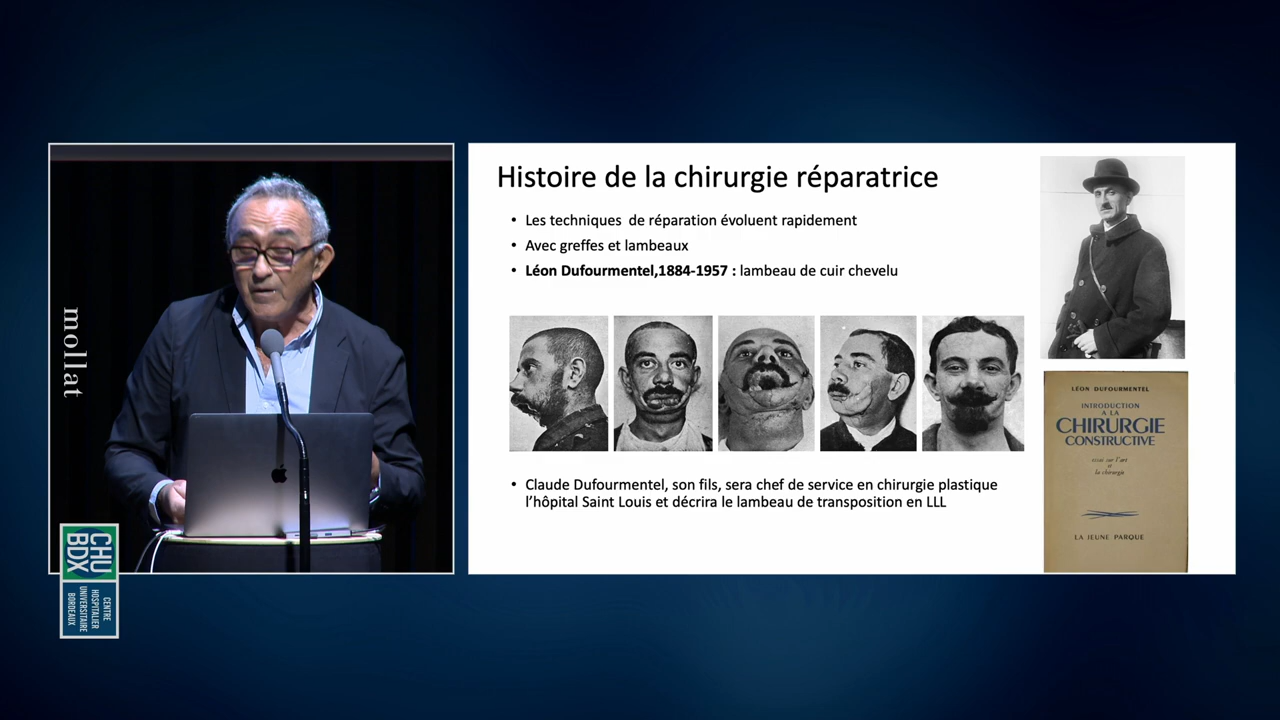 mollat
CHU
BDX
CENTRE
HOSPITALIER
UNIVERSITAIRE
BORDEAUX
Histoire de la chirurgie réparatrice
• Les techniques de réparation évoluent rapidement
• Avec greffes et lambeaux
• Léon Dufourmentel,1884-1957 : lambeau de cuir chevelu
• Claude Dufourmentel, son fils, sera chef de service en chirurgie plastique
l'hôpital Saint Louis et décrira le lambeau de transposition en LLL
LÉON DUFOURMENTEL
INTRODUCTION
A LA
CHIRURGIE
CONSTRUCTIVE
essai sur l'art
et
la chirurgie
LA JEUNE PARQUE